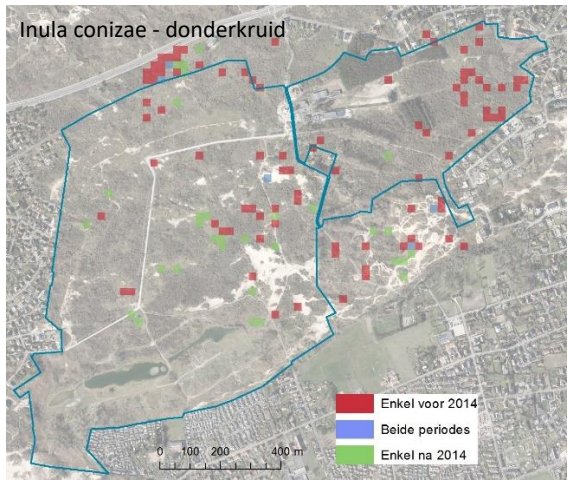 Inula conizae - donderkruid
Enkel voor 2014
Beide periodes
Enkel na 2014
0 100 200 400 m